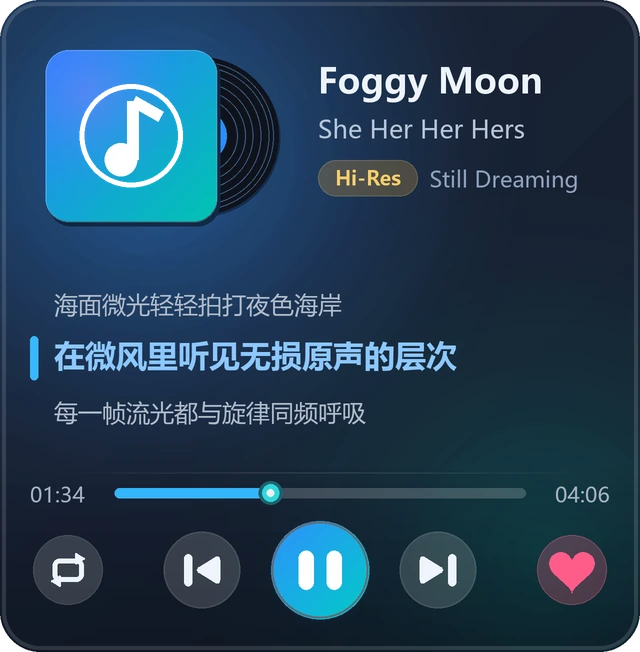 Foggy Moon
She Her Her Hers
Hi-Res Still Dreaming
海面微光轻轻拍打夜色海岸
在微风里听见无损原声的层次
每一帧流光都与旋律同频呼吸
01:34 04:06